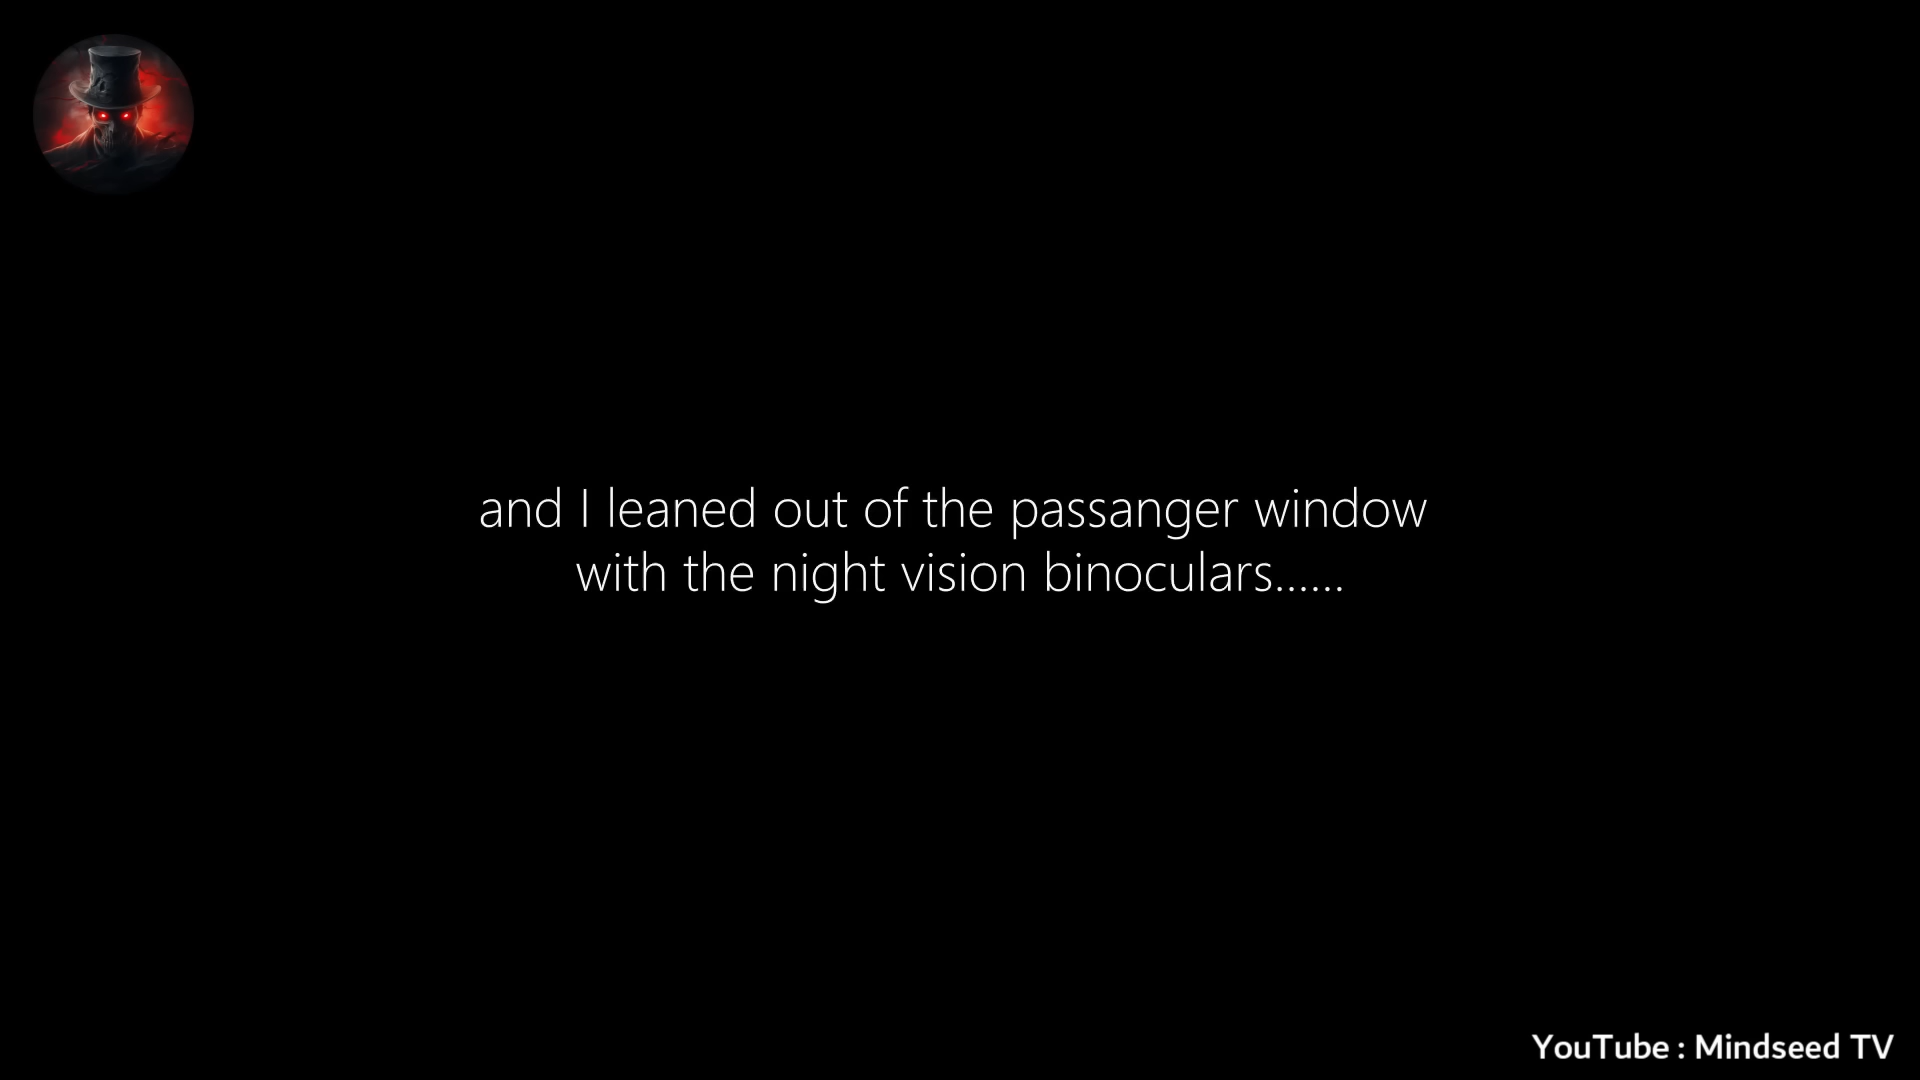 and I leaned out of the passanger window
with the night vision binoculars......
YouTube : Mindseed TV